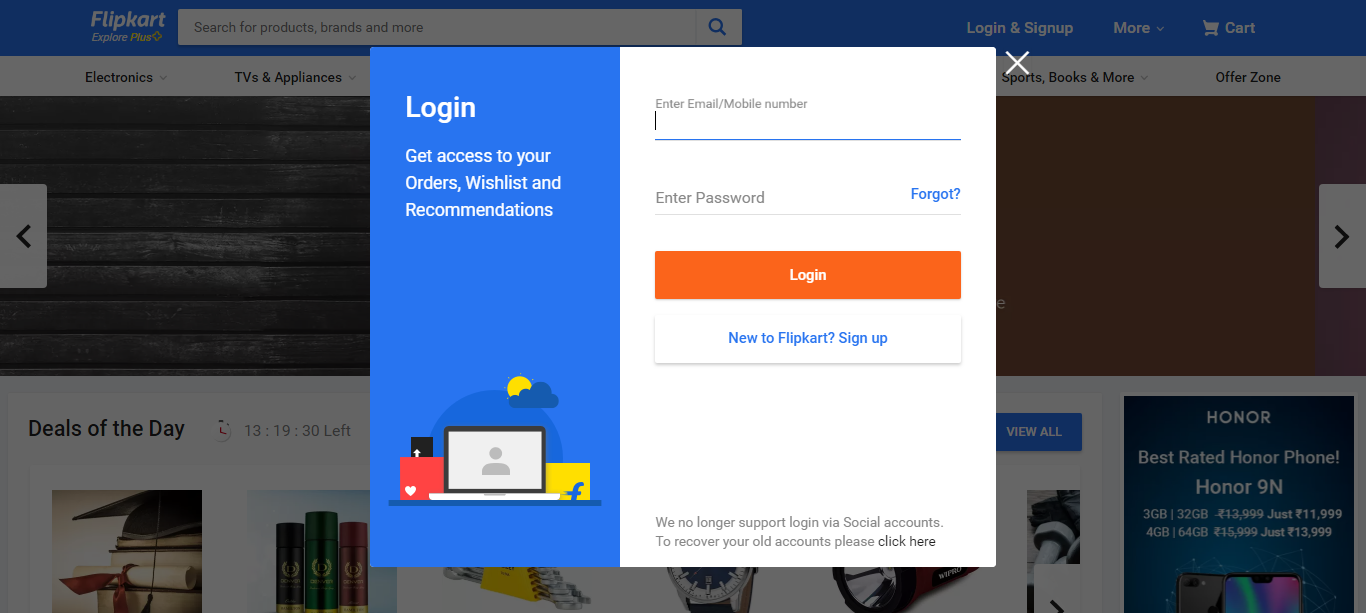 Flipkart
Explore Plus
Search for products, brands and more
Login & Signup
More
Cart
Electronics
TVs & Appliances
Sports, Books & More
Offer Zone
Login
Get access to your
Orders, Wishlist and
Recommendations
Enter Email/Mobile number
Enter Password
Forgot?
Login
New to Flipkart? Sign up
We no longer support login via Social accounts.
To recover your old accounts please click here
Deals of the Day
13 : 19 : 30 Left
VIEW ALL
HONOR
Best Rated Honor Phone!
Honor 9N
3GB | 32GB ₹13,999 Just ₹11,999
4GB | 64GB ₹15,999 Just ₹13,999
WIPRO